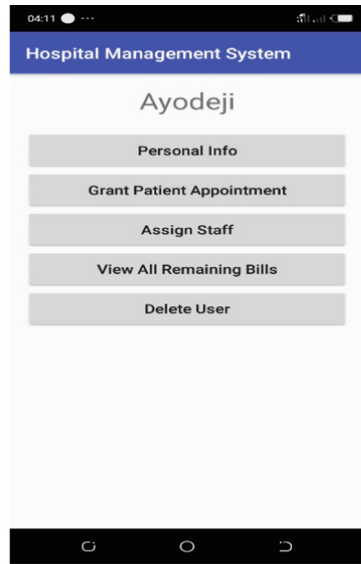 04:11
Hospital Management System
Ayodeji
Personal Info
Grant Patient Appointment
Assign Staff
View All Remaining Bills
Delete User